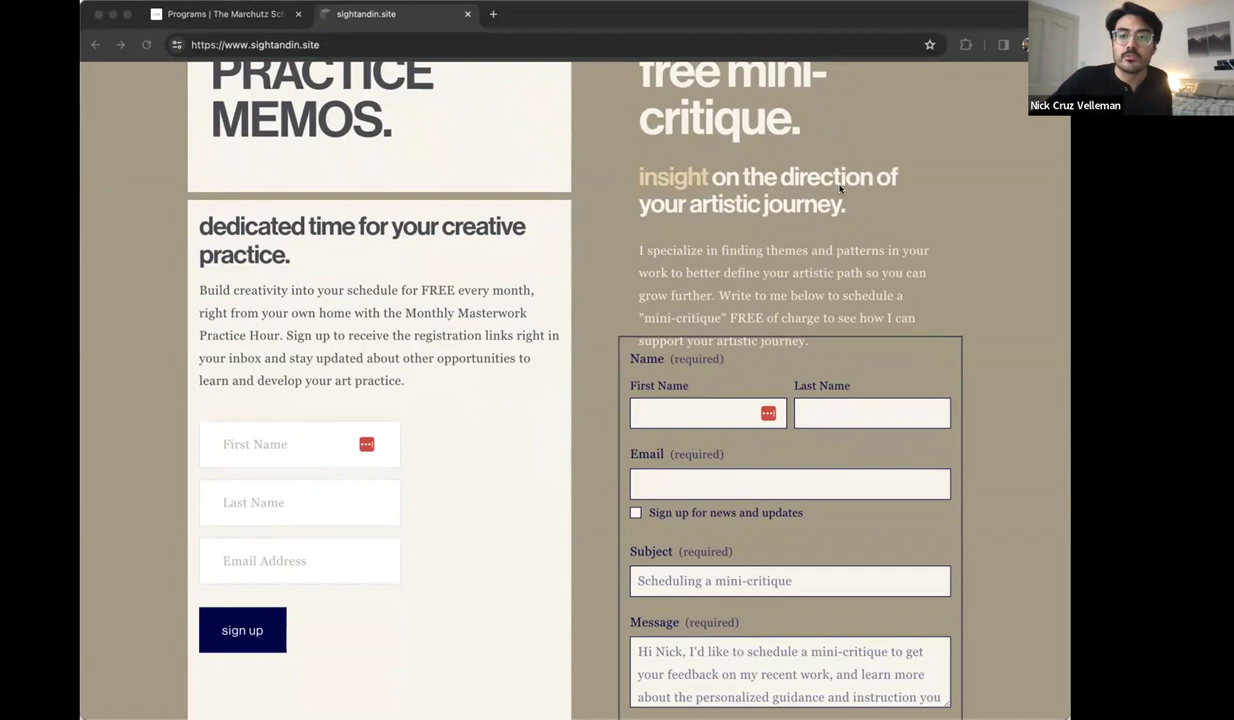 Programs | The Marchutz Sch
sightandin.site
https://www.sightandin.site
Nick Cruz Velleman
PRACTICE
MEMOS.
dedicated time for your creative
practice.
Build creativity into your schedule for FREE every month,
right from your own home with the Monthly Masterwork
Practice Hour. Sign up to receive the registration links right in
your inbox and stay updated about other opportunities to
learn and develop your art practice.
First Name
Last Name
Email Address
sign up
free mini-
critique.
insight on the direction of
your artistic journey.
I specialize in finding themes and patterns in your
work to better define your artistic path so you can
grow further. Write to me below to schedule a
"mini-critique" FREE of charge to see how I can
support your artistic journey.
Name (required)
First Name Last Name
Email (required)
Sign up for news and updates
Subject (required)
Scheduling a mini-critique
Message (required)
Hi Nick, I'd like to schedule a mini-critique to get
your feedback on my recent work, and learn more
about the personalized guidance and instruction you